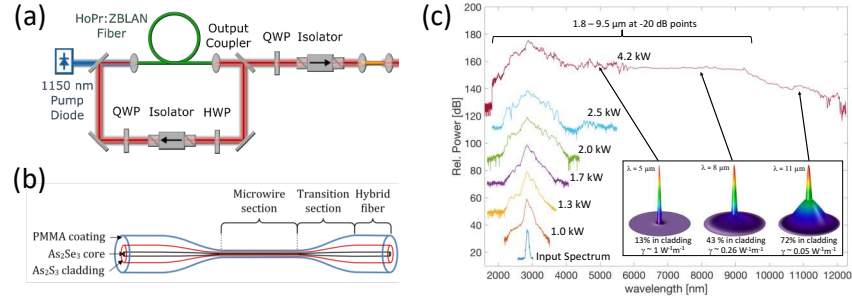 (a)
HoPr:ZBLAN
Fiber
Output
Coupler
QWP Isolator
1150 nm
Pump
Diode
QWP Isolator HWP
(b)
Microwire
section
Transition
section
Hybrid
fiber
PMMA coating
As2Se3 core
As2S3 cladding
(c)
Rel. Power [dB]
200
180
160
140
120
100
80
60
40
20
1.8 – 9.5 μm at -20 dB points
4.2 kW
2.5 kW
2.0 kW
1.7 kW
1.3 kW
1.0 kW
Input Spectrum
λ = 5 μm
13% in cladding
γ ~ 1 W⁻¹m⁻¹
λ = 8 μm
43 % in cladding
γ ~ 0.26 W⁻¹m⁻¹
λ = 11 μm
72% in cladding
γ ~ 0.05 W⁻¹m⁻¹
2000 3000 4000 5000 6000 7000 8000 9000 10000 11000 12000
wavelength [nm]